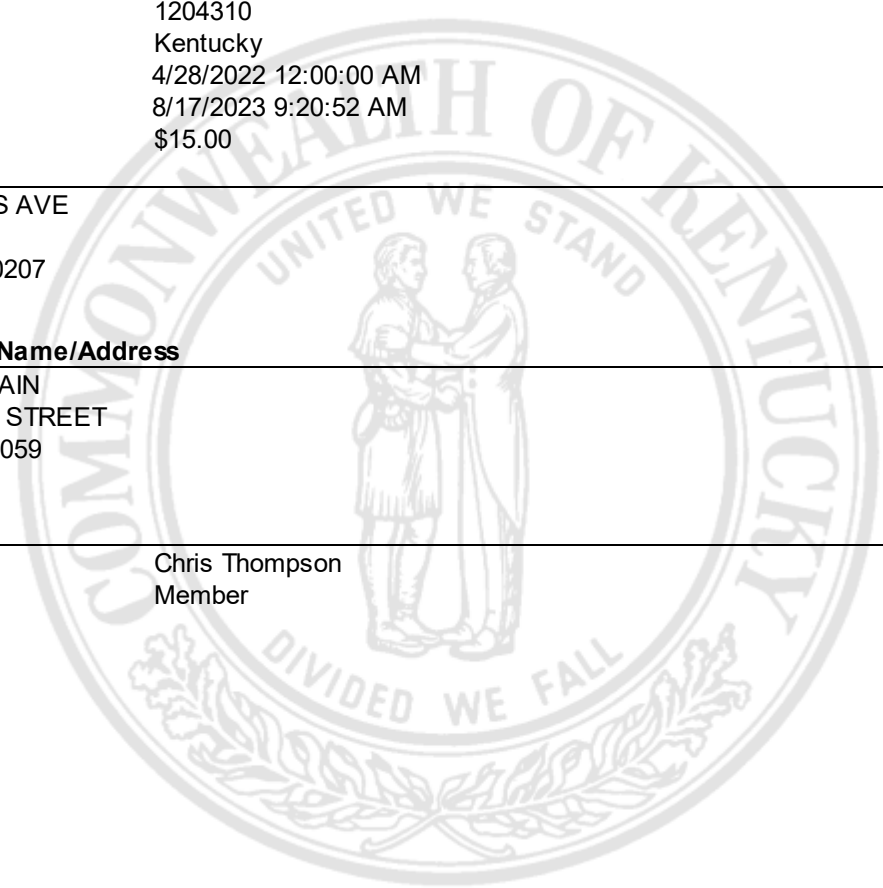 1204310
Kentucky
4/28/2022 12:00:00 AM
8/17/2023 9:20:52 AM
$15.00
S AVE
0207
Name/Address
AIN
STREET
059
Chris Thompson
Member
COMMONWEALTH OF KENTUCKY
UNITED WE STAND
DIVIDED WE FALL